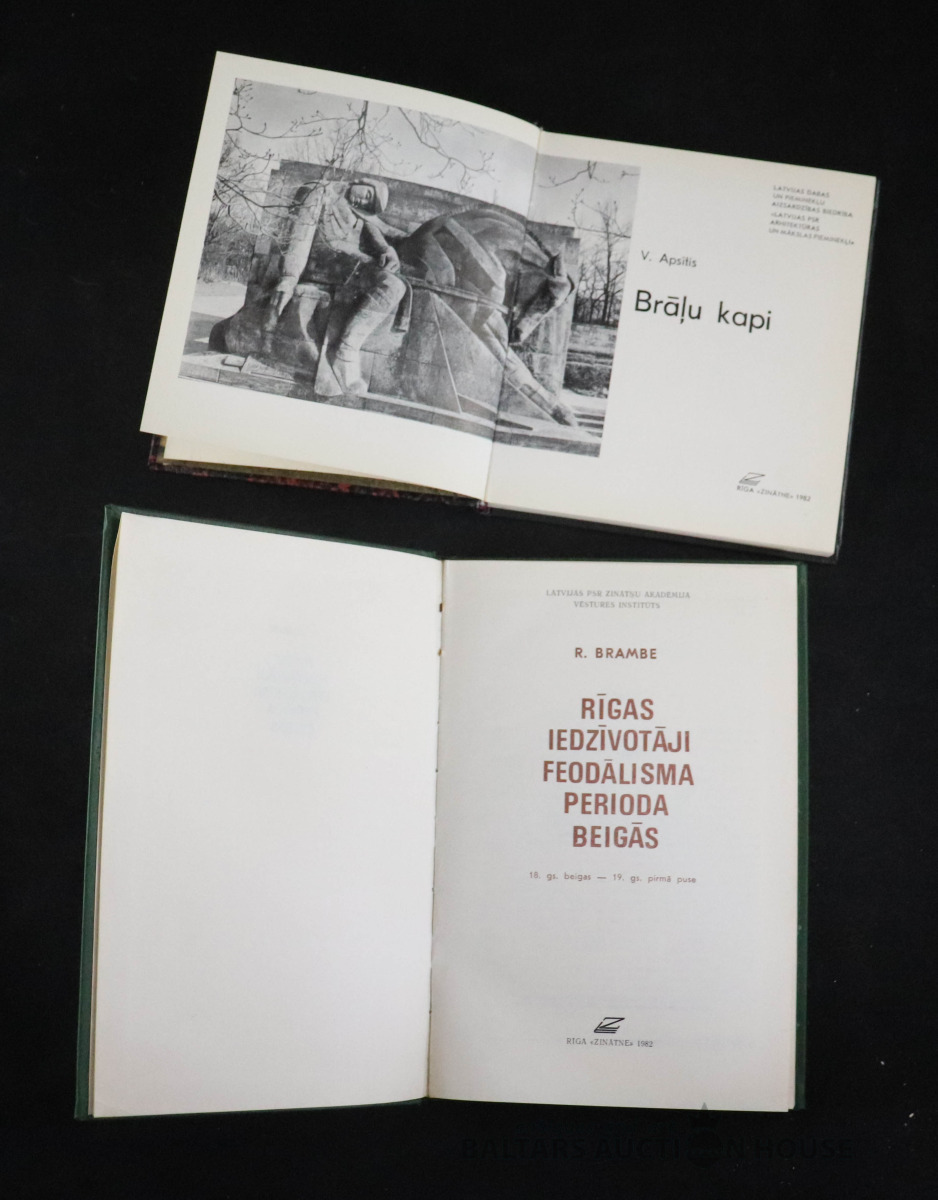 LATVIJAS DABAS
UN PIEMINEKĻU
AIZSARDZĪBAS BIEDRĪBA
«LATVIJAS PSR
ARHITEKTŪRAS
UN MĀKSLAS PIEMINEKĻI»
V. Apsītis
Brāļu kapi
RĪGA «ZINĀTNE» 1982
LATVIJAS PSR ZINĀTŅU AKADĒMIJA
VĒSTURES INSTITŪTS
R. BRAMBE
RĪGAS
IEDZĪVOTĀJI
FEODĀLISMA
PERIODA
BEIGĀS
18. gs. beigas — 19. gs. pirmā puse
RĪGA «ZINĀTNE» 1982
BALTARS AUCTION HOUSE